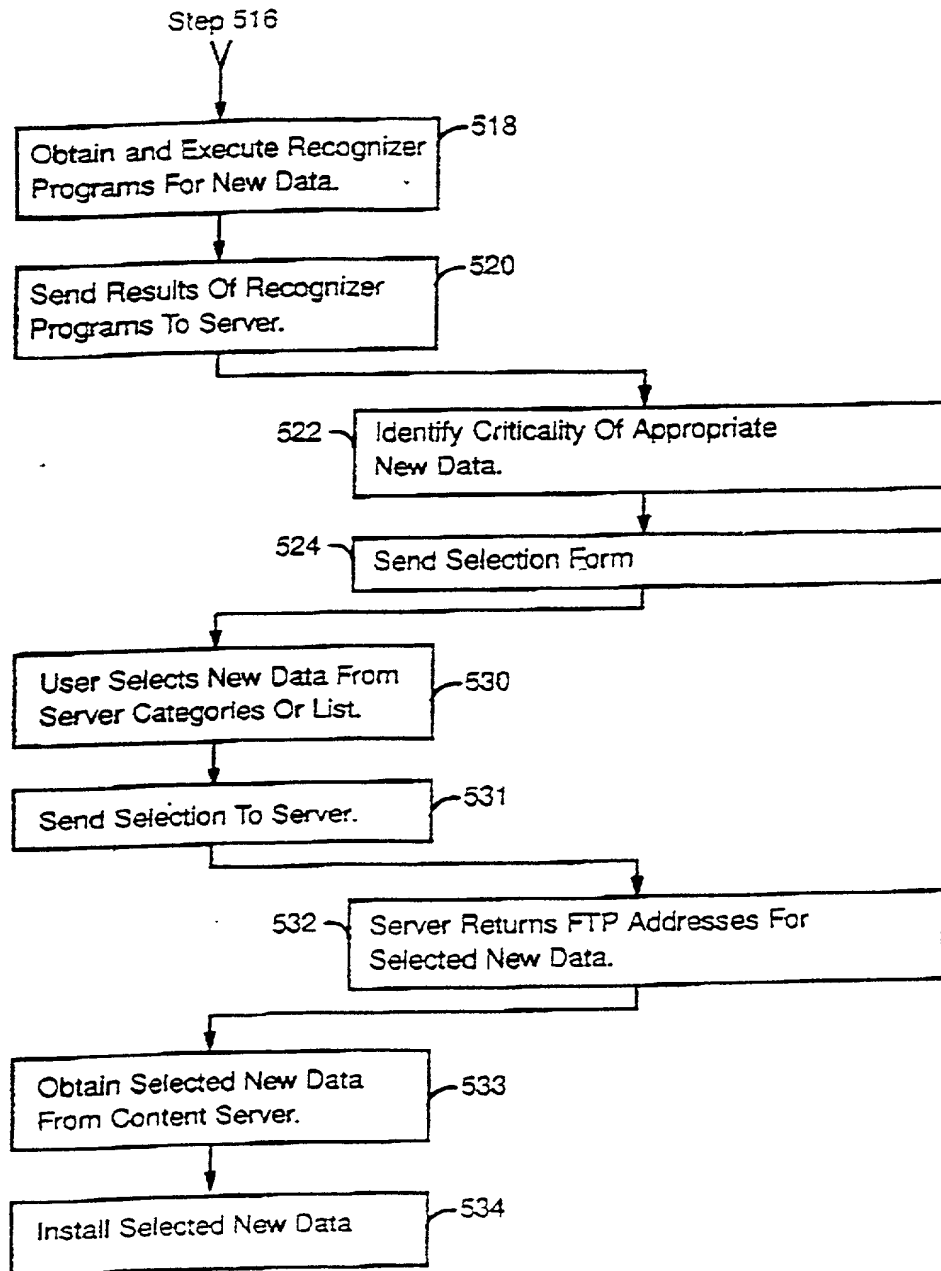 Step 516
Obtain and Execute Recognizer
Programs For New Data.
518
Send Results Of Recognizer
Programs To Server.
520
522
Identify Criticality Of Appropriate
New Data.
524
Send Selection Form
User Selects New Data From
Server Categories Or List.
530
Send Selection To Server.
531
532
Server Returns FTP Addresses For
Selected New Data.
Obtain Selected New Data
From Content Server.
533
Install Selected New Data
534